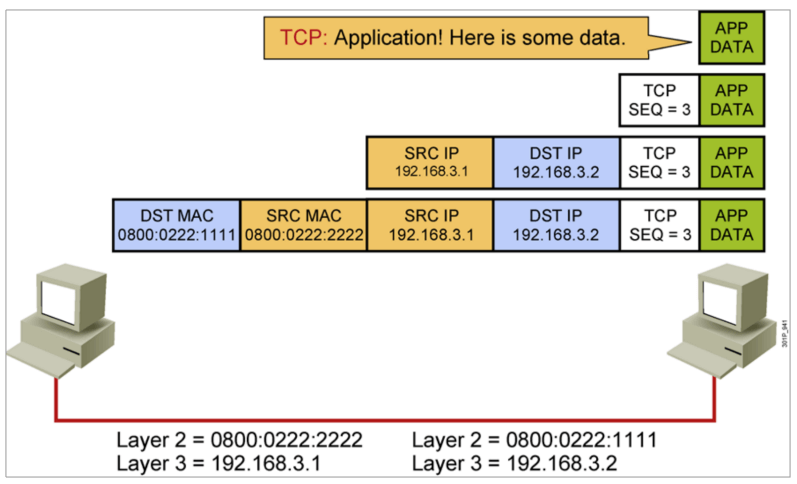 TCP: Application! Here is some data.
APP
DATA
TCP
SEQ = 3
APP
DATA
SRC IP
192.168.3.1
DST IP
192.168.3.2
TCP
SEQ = 3
APP
DATA
DST MAC
0800:0222:1111
SRC MAC
0800:0222:2222
SRC IP
192.168.3.1
DST IP
192.168.3.2
TCP
SEQ = 3
APP
DATA
301P_941
Layer 2 = 0800:0222:2222
Layer 3 = 192.168.3.1
Layer 2 = 0800:0222:1111
Layer 3 = 192.168.3.2